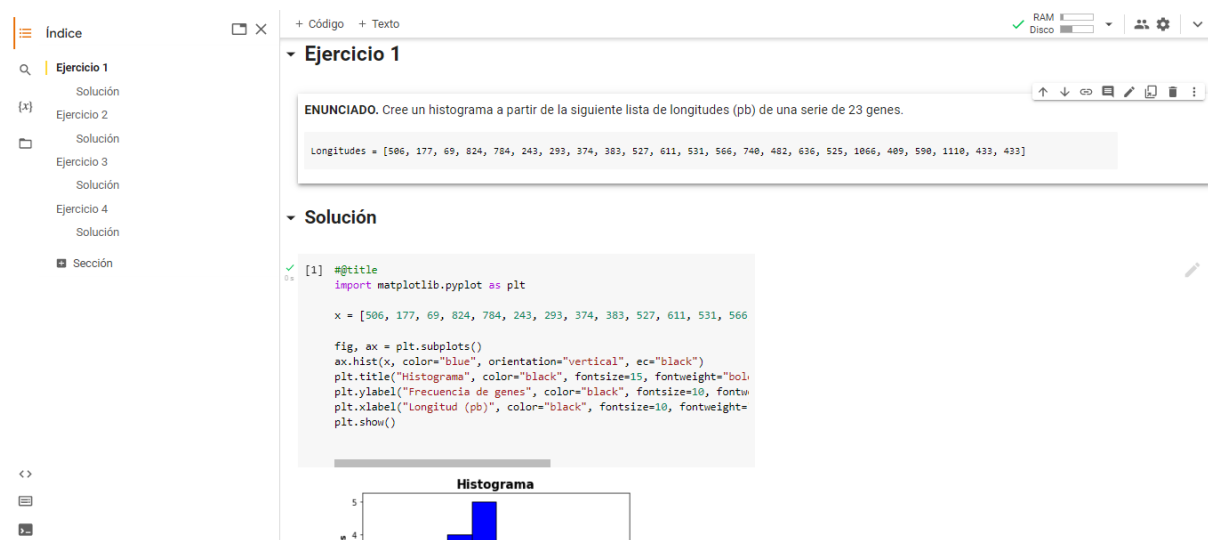 + Código + Texto
RAM
Disco
Índice
Ejercicio 1
Solución
Ejercicio 2
Solución
Ejercicio 3
Solución
Ejercicio 4
Solución
Sección
{x}
Ejercicio 1
ENUNCIADO. Cree un histograma a partir de la siguiente lista de longitudes (pb) de una serie de 23 genes.
Longitudes = [506, 177, 69, 824, 784, 243, 293, 374, 383, 527, 611, 531, 566, 740, 482, 636, 525, 1066, 409, 590, 1110, 433, 433]
Solución
[1] #@title
0 s
import matplotlib.pyplot as plt
x = [506, 177, 69, 824, 784, 243, 293, 374, 383, 527, 611, 531, 566
fig, ax = plt.subplots()
ax.hist(x, color="blue", orientation="vertical", ec="black")
plt.title("Histograma", color="black", fontsize=15, fontweight="bol
plt.ylabel("Frecuencia de genes", color="black", fontsize=10, fontw
plt.xlabel("Longitud (pb)", color="black", fontsize=10, fontweight=
plt.show()
Histograma
5
4